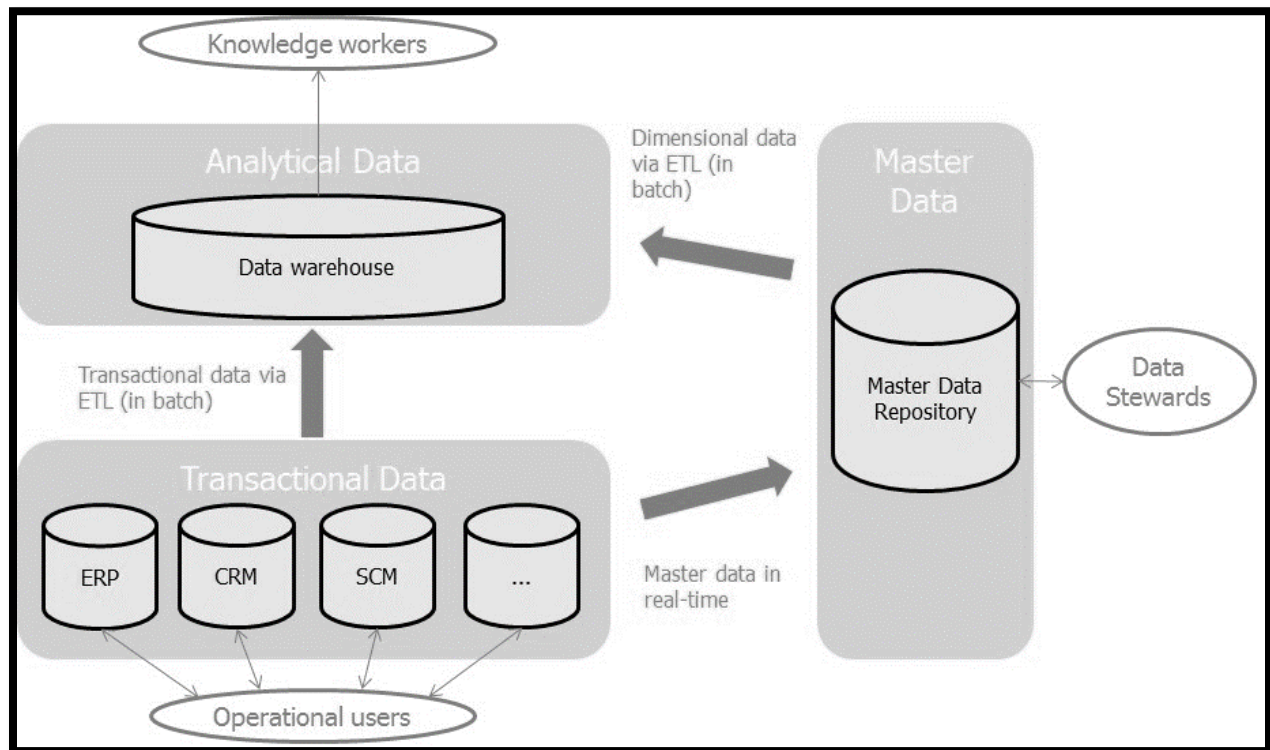 Knowledge workers
Analytical Data
Data warehouse
Dimensional data
via ETL (in
batch)
Master
Data
Master Data
Repository
Data
Stewards
Transactional data via
ETL (in batch)
Transactional Data
ERP
CRM
SCM
...
Master data in
real-time
Operational users